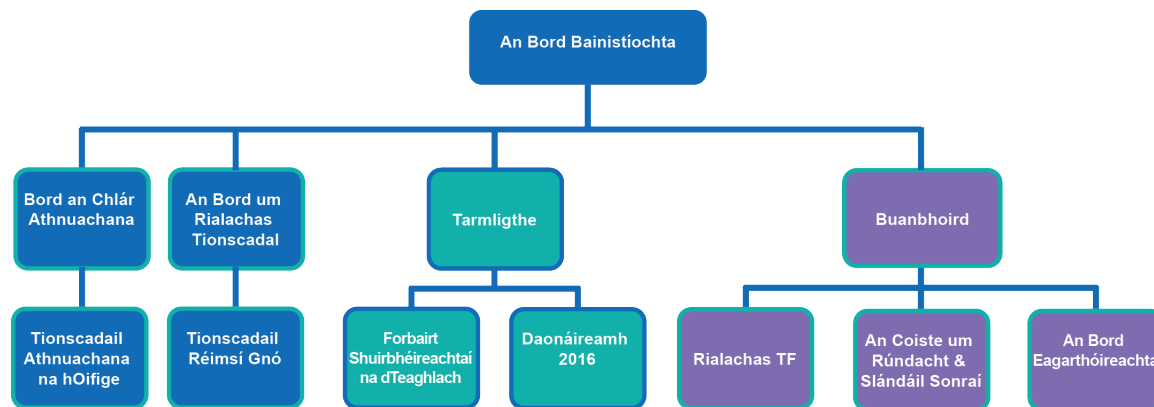 An Bord Bainistíochta
Bord an Chlár
Athnuachana
An Bord um
Rialachas
Tionscadal
Tarmligthe
Buanbhoird
Tionscadail
Athnuachana
na hOifige
Tionscadail
Réimsí Gnó
Forbairt
Shuirbhéireachtaí
na dTeaghlach
Daonáireamh
2016
Rialachas TF
An Coiste um
Rúndacht &
Slándáil Sonraí
An Bord
Eagarthóireachta